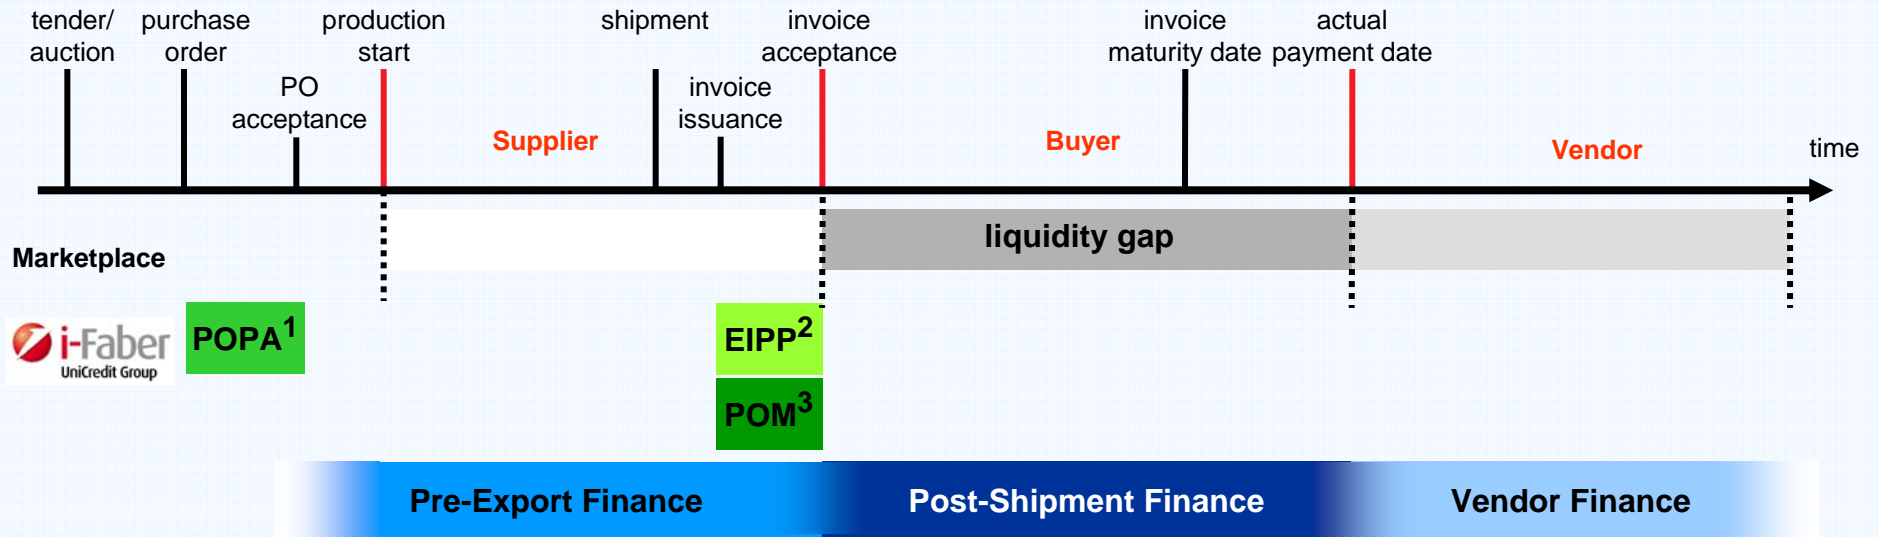 tender/
auction
purchase
order
PO
acceptance
production
start
Supplier
shipment
invoice
issuance
invoice
acceptance
Buyer
invoice
maturity date
actual
payment date
Vendor
time
liquidity gap
Marketplace
i-Faber
UniCredit Group
POPA1
EIPP2
POM3
Pre-Export Finance
Post-Shipment Finance
Vendor Finance